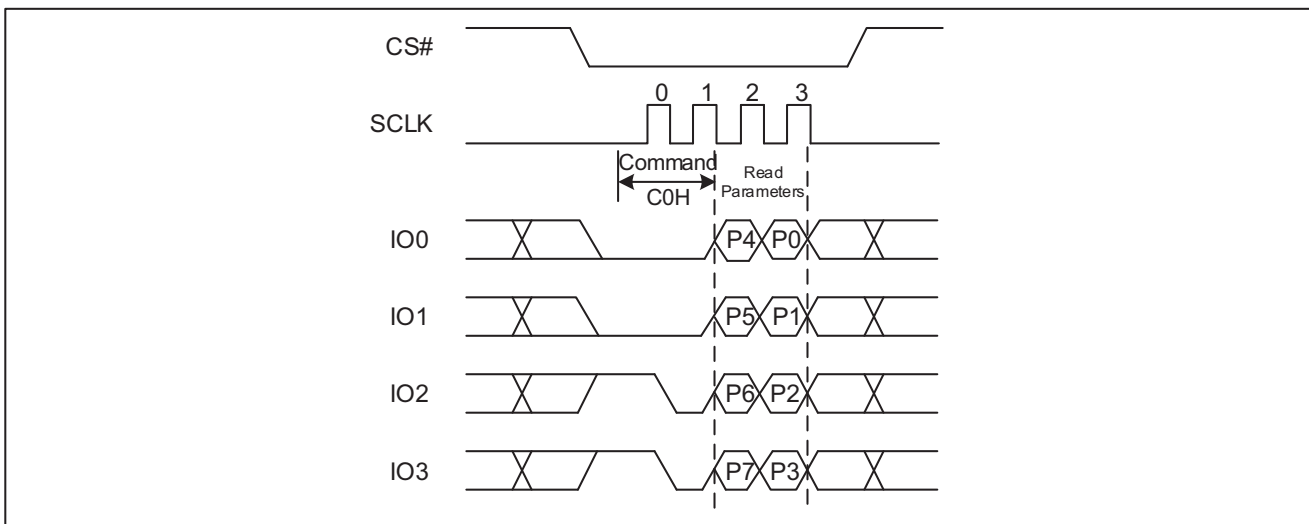 CS#
0 1 2 3
SCLK
Command
C0H
Read
Parameters
IO0 P4 P0
IO1 P5 P1
IO2 P6 P2
IO3 P7 P3